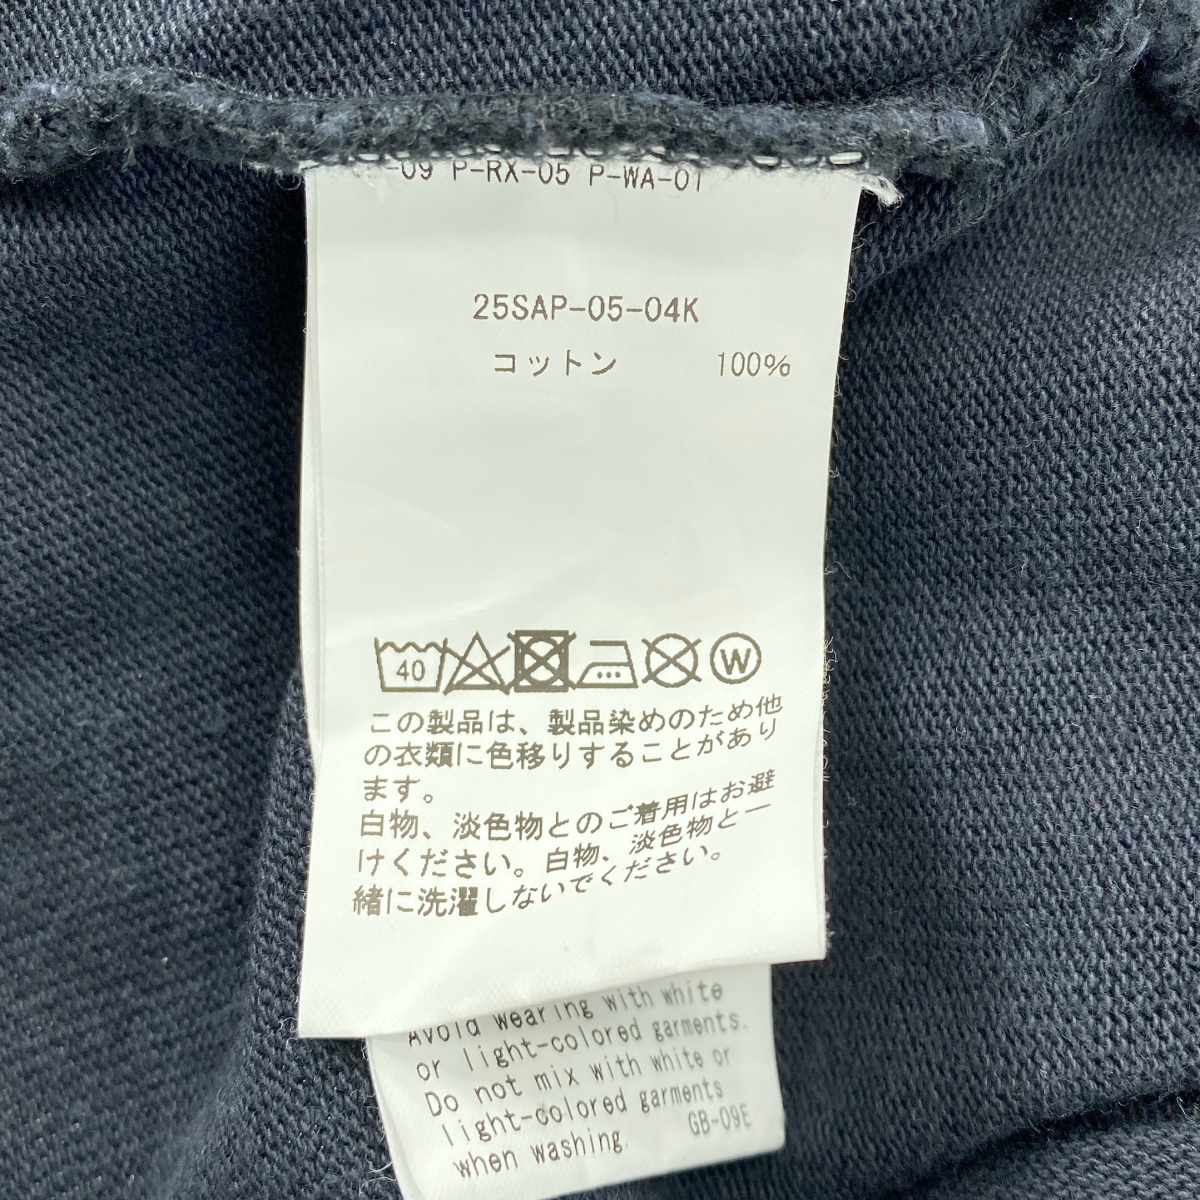 -09 P-RX-05 P-WA-01
25SAP-05-04K
コットン 100%
40
W
この製品は、製品染めのため他
の衣類に色移りすることがあり
ます。
白物、淡色物とのご着用はお避
けください。白物、淡色物と一
緒に洗濯しないでください。
Avoid wearing with white
or light-colored garments.
Do not mix with white or
light-colored garments
when washing.
GB-09E